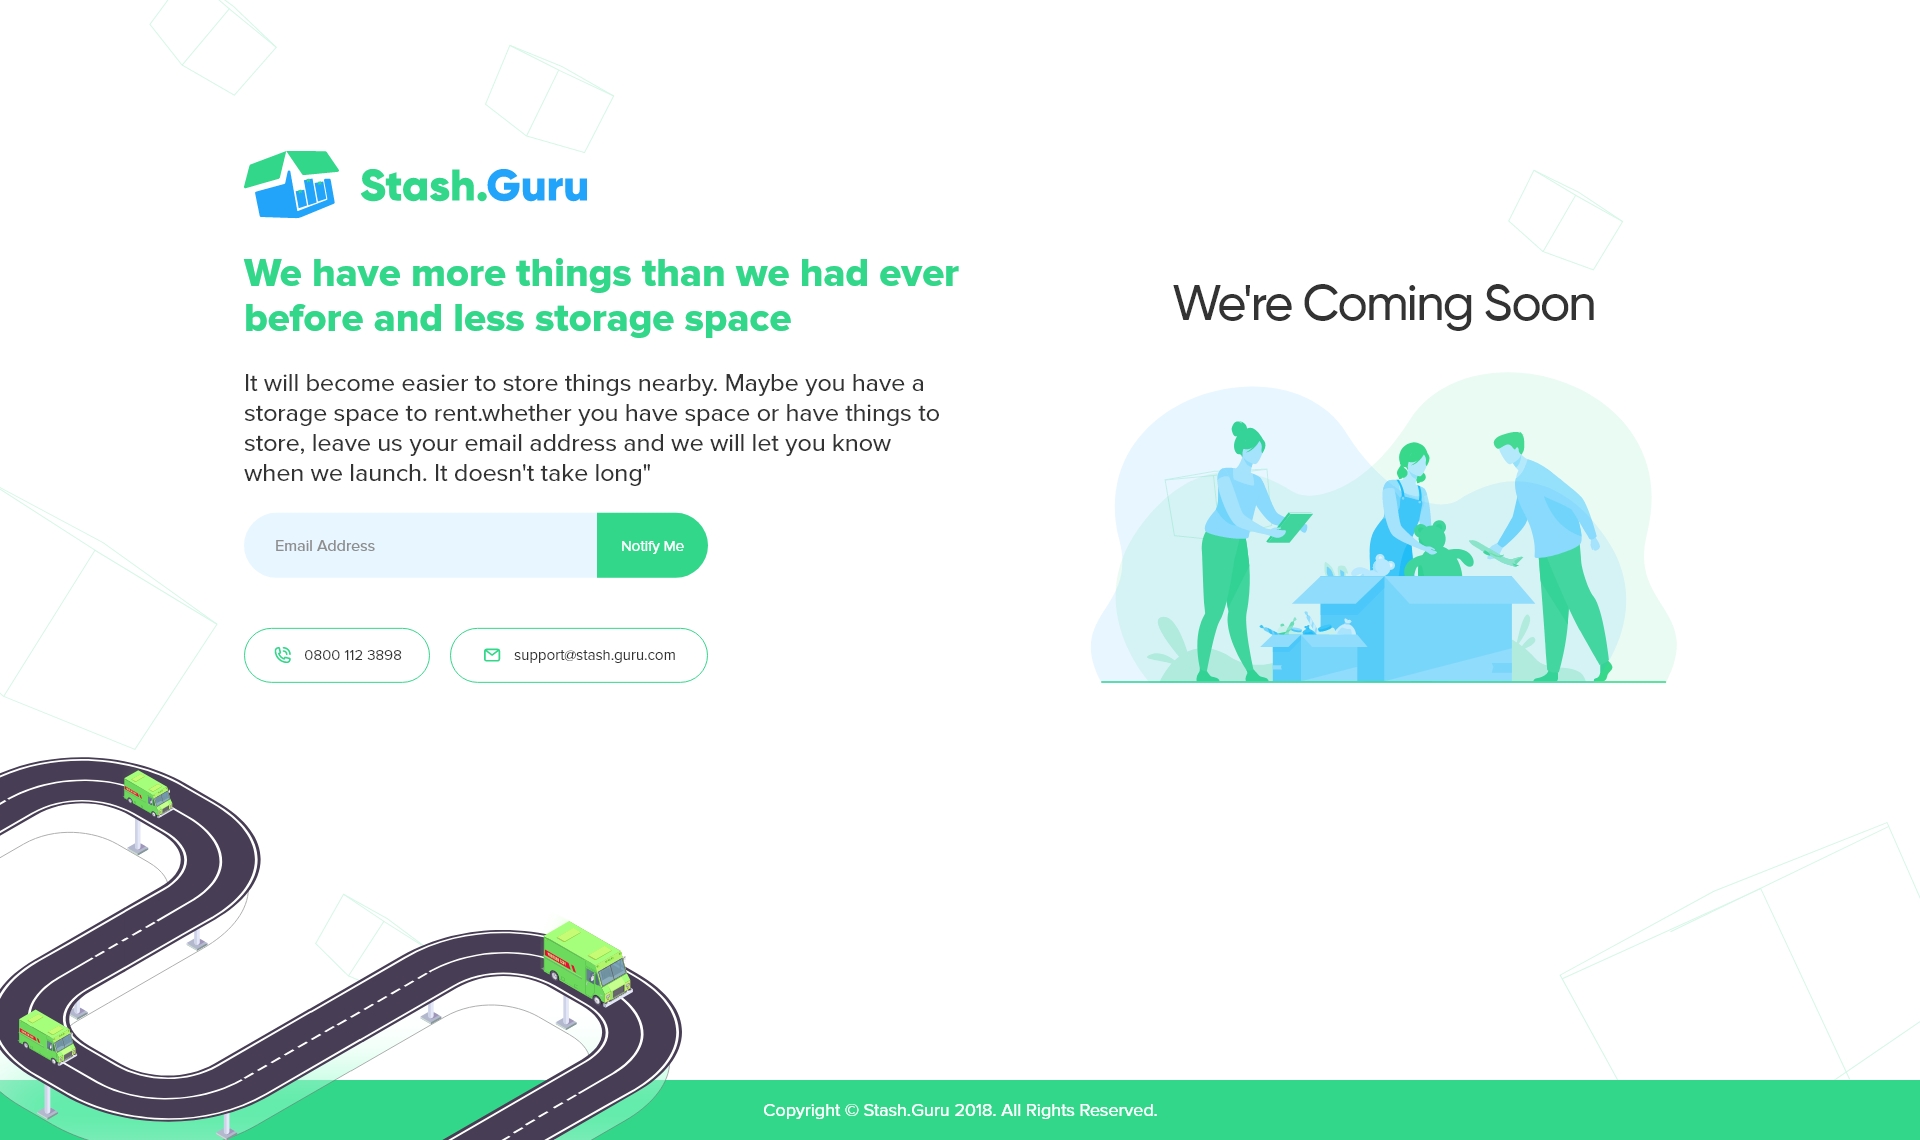 Stash.Guru
We have more things than we had ever
before and less storage space
It will become easier to store things nearby. Maybe you have a
storage space to rent.whether you have space or have things to
store, leave us your email address and we will let you know
when we launch. It doesn't take long"
Email Address
Notify Me
0800 112 3898
support@stash.guru.com
We're Coming Soon
Copyright © Stash.Guru 2018. All Rights Reserved.